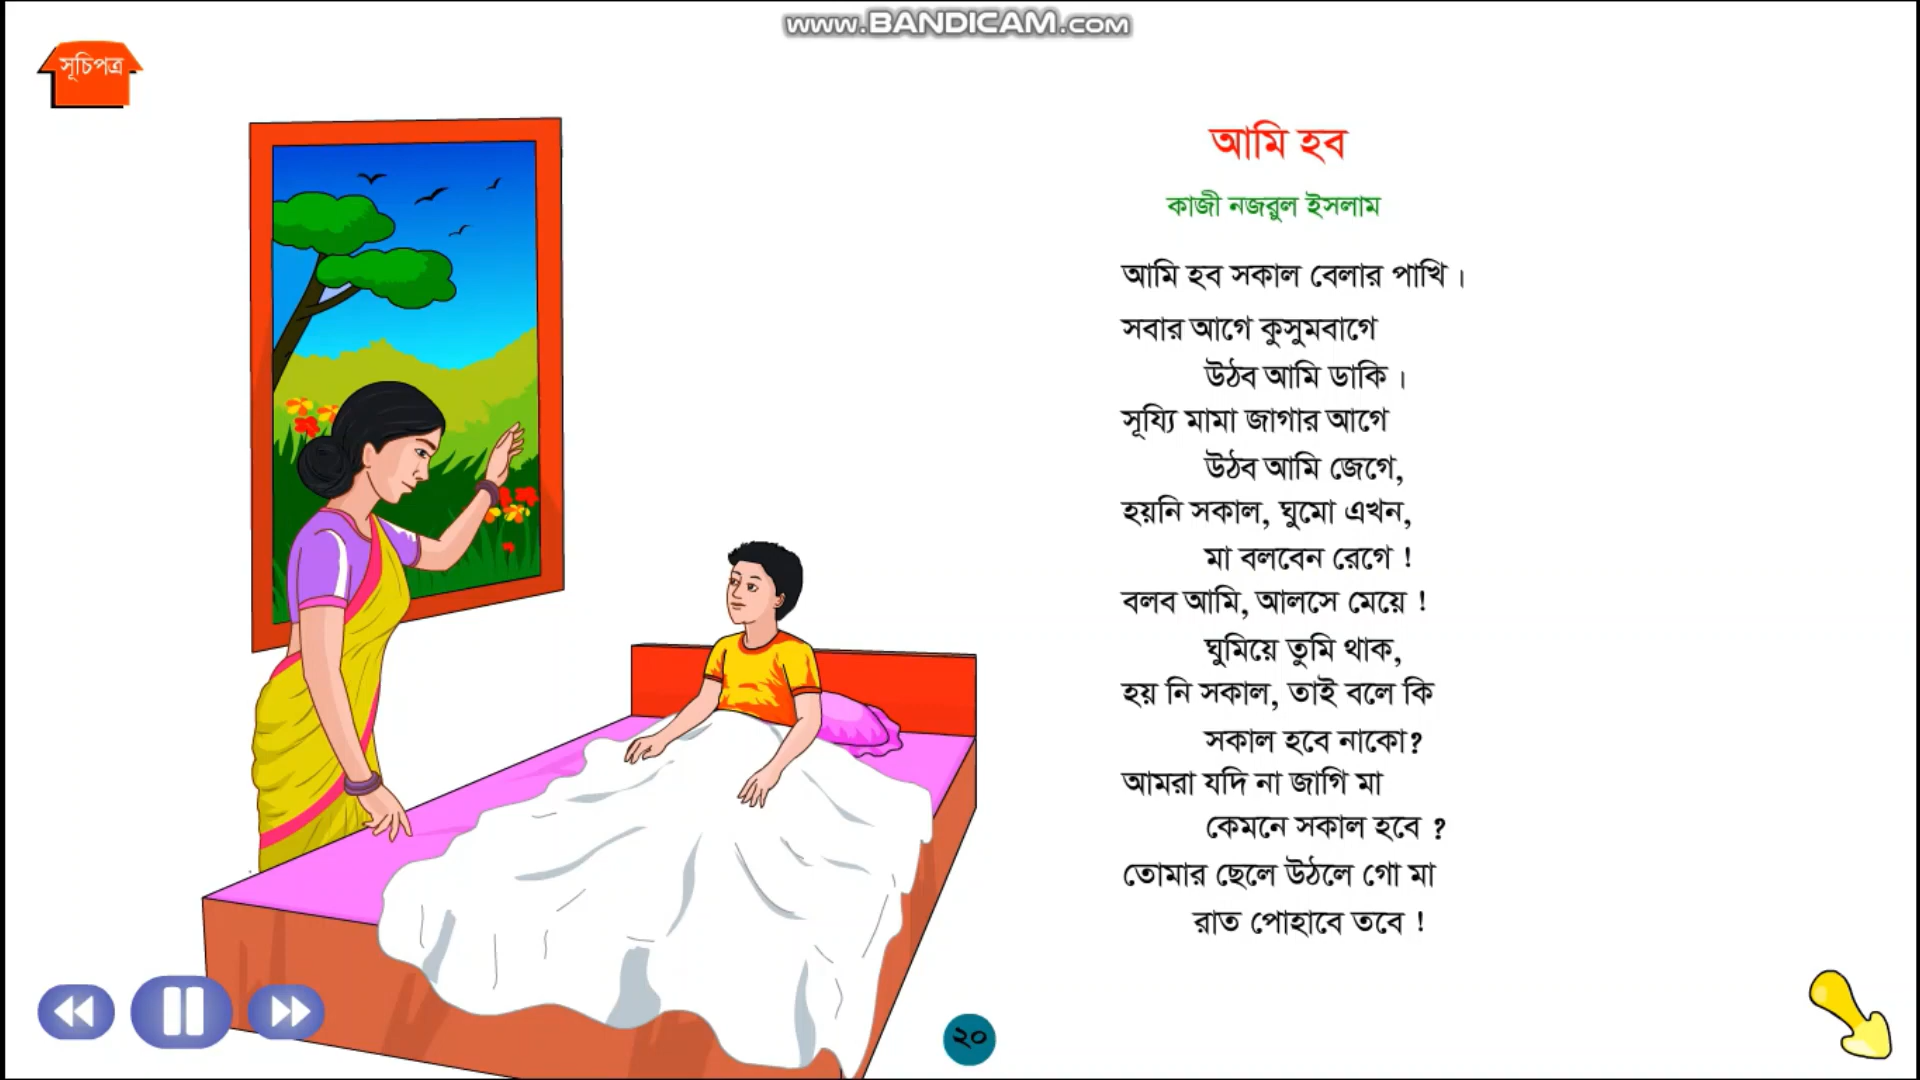 www.BANDICAM.com
সূচিপত্র
আমি হব
কাজী নজরুল ইসলাম
আমি হব সকাল বেলার পাখি ।
সবার আগে কুসুমবাগে
উঠব আমি ডাকি ।
সূয্যি মামা জাগার আগে
উঠব আমি জেগে,
হয়নি সকাল, ঘুমো এখন,
মা বলবেন রেগে !
বলব আমি, আলসে মেয়ে !
ঘুমিয়ে তুমি থাক,
হয় নি সকাল, তাই বলে কি
সকাল হবে নাকো?
আমরা যদি না জাগি মা
কেমনে সকাল হবে ?
তোমার ছেলে উঠলে গো মা
রাত পোহাবে তবে !
২০